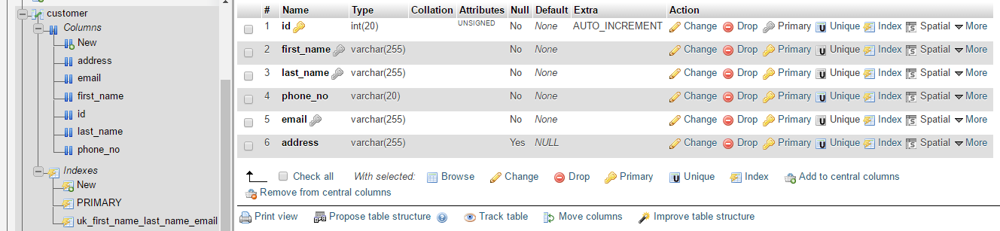 customer
Columns
New
address
email
first_name
id
last_name
phone_no
Indexes
New
PRIMARY
uk_first_name_last_name_email
# Name Type Collation Attributes Null Default Extra Action
1 id int(20) UNSIGNED No None AUTO_INCREMENT Change Drop Primary Unique Index Spatial More
2 first_name varchar(255) No None Change Drop Primary Unique Index Spatial More
3 last_name varchar(255) No None Change Drop Primary Unique Index Spatial More
4 phone_no varchar(20) No None Change Drop Primary Unique Index Spatial More
5 email varchar(255) No None Change Drop Primary Unique Index Spatial More
6 address varchar(255) Yes NULL Change Drop Primary Unique Index Spatial More
Check all With selected: Browse Change Drop Primary Unique Index Add to central columns
Remove from central columns
Print view Propose table structure Track table Move columns Improve table structure